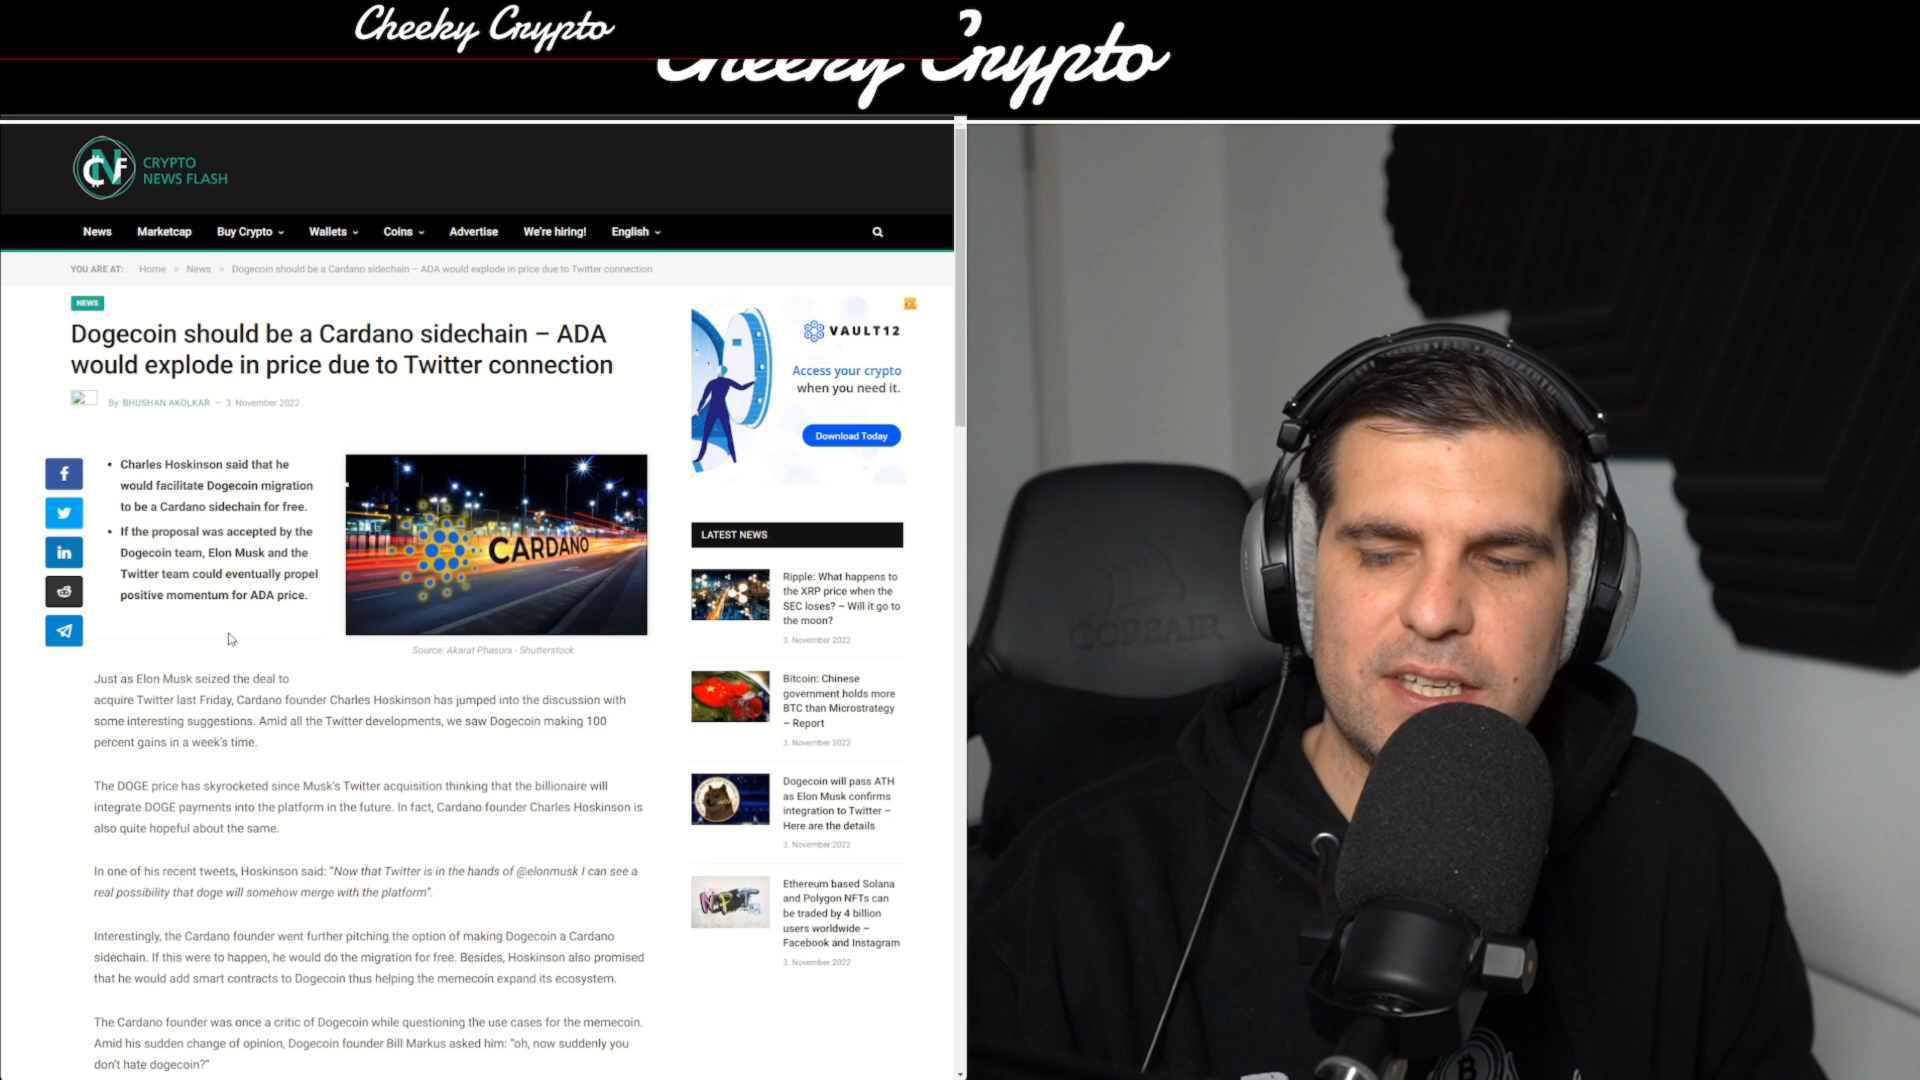 Cheeky Crypto
Cheeky Crypto
CRYPTO
NEWS FLASH
News Marketcap Buy Crypto Wallets Coins Advertise We're hiring! English
YOU ARE AT: Home » News » Dogecoin should be a Cardano sidechain – ADA would explode in price due to Twitter connection
NEWS
Dogecoin should be a Cardano sidechain – ADA
would explode in price due to Twitter connection
By BHUSHAN AKOLKAR — 3. November 2022
• Charles Hoskinson said that he
would facilitate Dogecoin migration
to be a Cardano sidechain for free.
• If the proposal was accepted by the
Dogecoin team, Elon Musk and the
Twitter team could eventually propel
positive momentum for ADA price.
CARDANO
Source: Akarat Phasura - Shutterstock
Just as Elon Musk seized the deal to
acquire Twitter last Friday, Cardano founder Charles Hoskinson has jumped into the discussion with
some interesting suggestions. Amid all the Twitter developments, we saw Dogecoin making 100
percent gains in a week's time.
The DOGE price has skyrocketed since Musk's Twitter acquisition thinking that the billionaire will
integrate DOGE payments into the platform in the future. In fact, Cardano founder Charles Hoskinson is
also quite hopeful about the same.
In one of his recent tweets, Hoskinson said: "Now that Twitter is in the hands of @elonmusk I can see a
real possibility that doge will somehow merge with the platform".
Interestingly, the Cardano founder went further pitching the option of making Dogecoin a Cardano
sidechain. If this were to happen, he would do the migration for free. Besides, Hoskinson also promised
that he would add smart contracts to Dogecoin thus helping the memecoin expand its ecosystem.
The Cardano founder was once a critic of Dogecoin while questioning the use cases for the memecoin.
Amid his sudden change of opinion, Dogecoin founder Bill Markus asked him: "oh, now suddenly you
don't hate dogecoin?"
VAULT12
Access your crypto
when you need it.
Download Today
LATEST NEWS
Ripple: What happens to
the XRP price when the
SEC loses? – Will it go to
the moon?
3. November 2022
Bitcoin: Chinese
government holds more
BTC than Microstrategy
– Report
3. November 2022
Dogecoin will pass ATH
as Elon Musk confirms
integration to Twitter –
Here are the details
3. November 2022
Ethereum based Solana
and Polygon NFTs can
be traded by 4 billion
users worldwide –
Facebook and Instagram
3. November 2022
CORSAIR